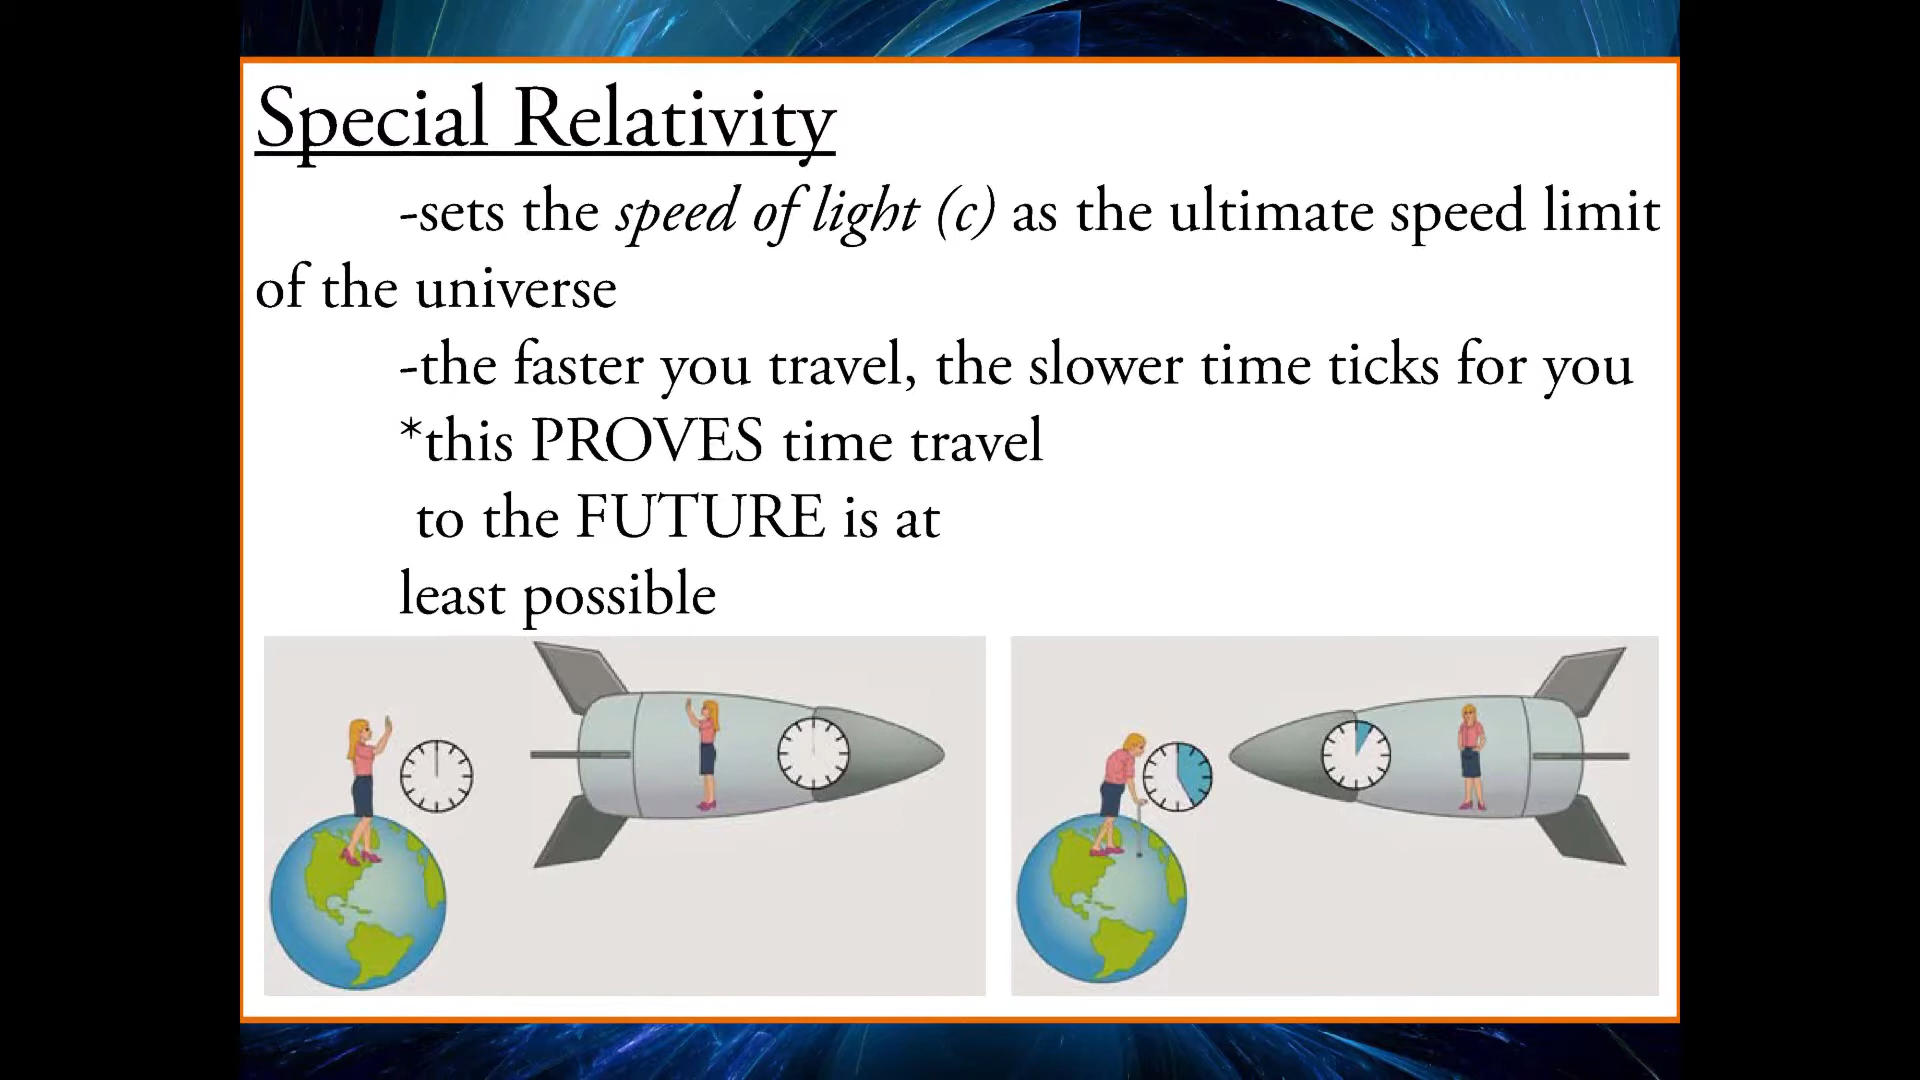 Special Relativity
-sets the speed of light (c) as the ultimate speed limit
of the universe
-the faster you travel, the slower time ticks for you
*this PROVES time travel
to the FUTURE is at
least possible